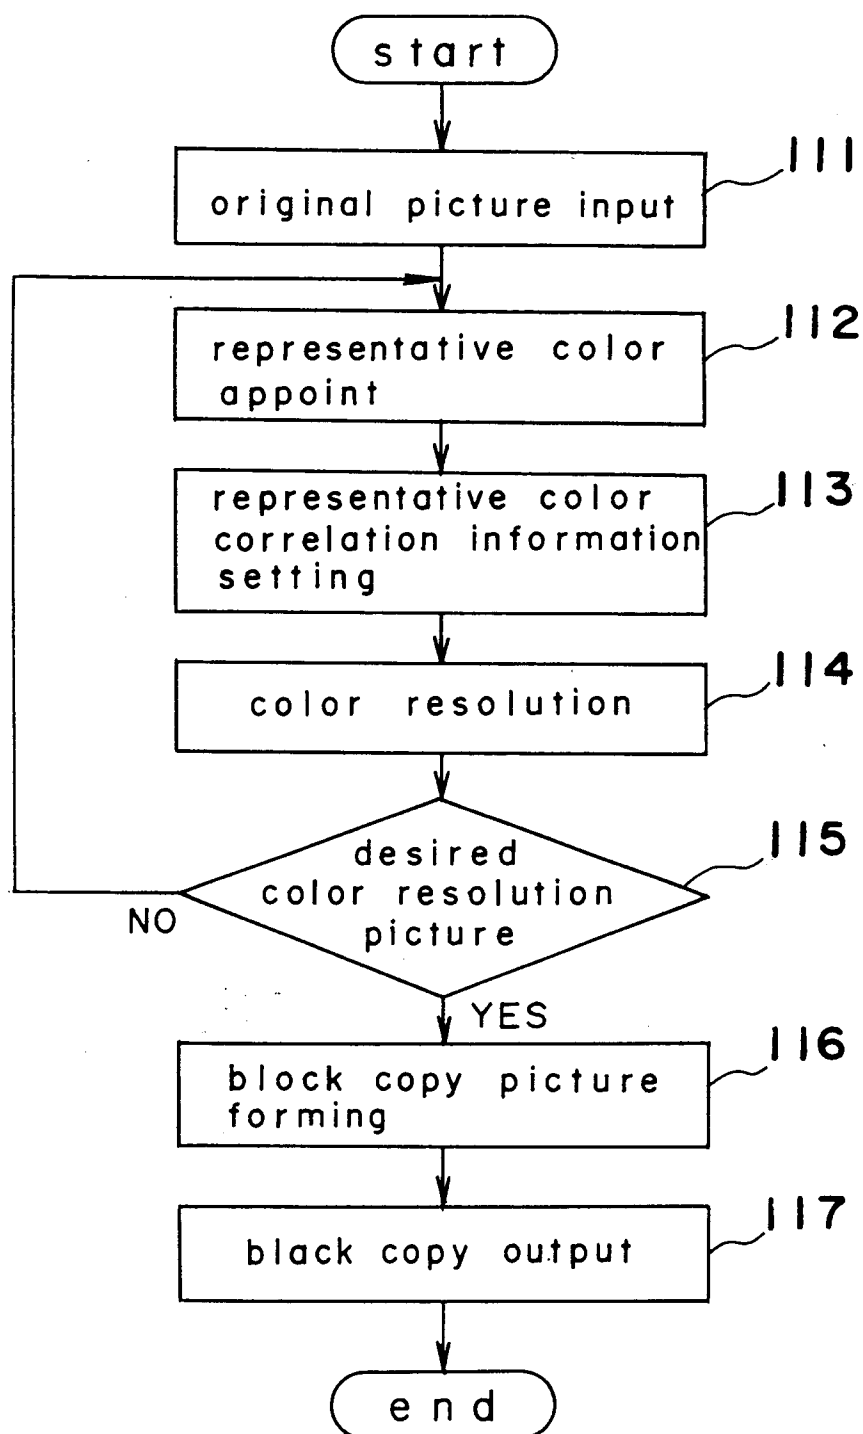 start
111
original picture input
112
representative color
appoint
113
representative color
correlation information
setting
114
color resolution
115
desired
color resolution
picture
NO
YES
116
block copy picture
forming
117
black copy output
end